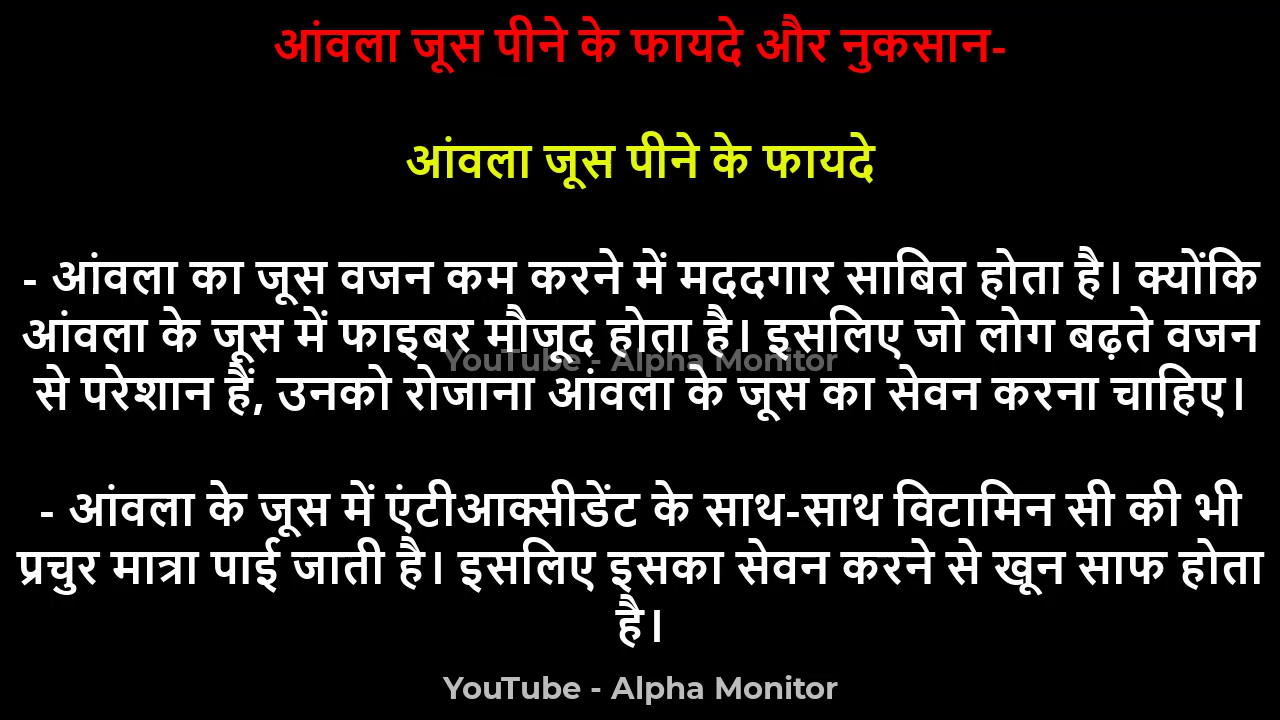 आंवला जूस पीने के फायदे और नुकसान-
आंवला जूस पीने के फायदे
- आंवला का जूस वजन कम करने में मददगार साबित होता है। क्योंकि
आंवला के जूस में फाइबर मौजूद होता है। इसलिए जो लोग बढ़ते वजन
YouTube - Alpha Monitor
से परेशान हैं, उनको रोजाना आंवला के जूस का सेवन करना चाहिए।
- आंवला के जूस में एंटीआक्सीडेंट के साथ-साथ विटामिन सी की भी
प्रचुर मात्रा पाई जाती है। इसलिए इसका सेवन करने से खून साफ होता
है।
YouTube - Alpha Monitor